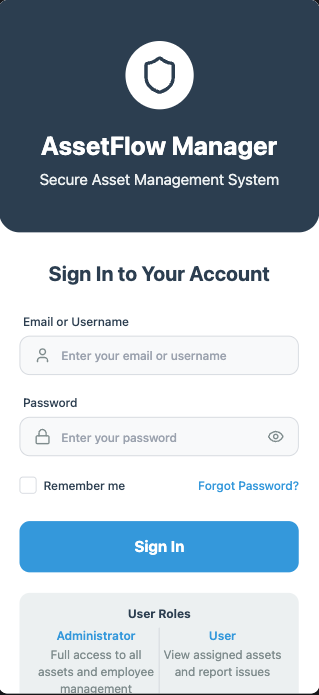 AssetFlow Manager
Secure Asset Management System
Sign In to Your Account
Email or Username
Enter your email or username
Password
Enter your password
Remember me
Forgot Password?
Sign In
User Roles
Administrator
Full access to all
assets and employee
management
User
View assigned assets
and report issues